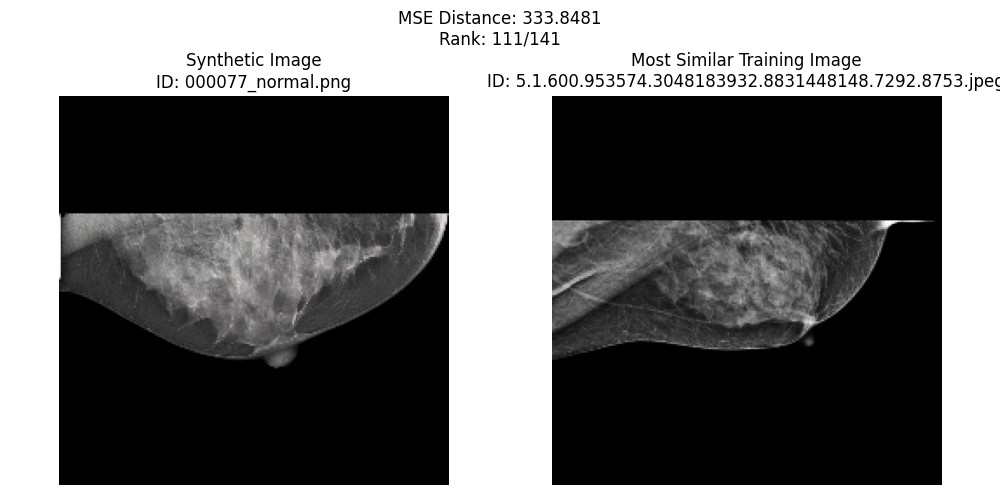 MSE Distance: 333.8481
Rank: 111/141
Synthetic Image
ID: 000077_normal.png
Most Similar Training Image
ID: 5.1.600.953574.3048183932.8831448148.7292.8753.jpeg